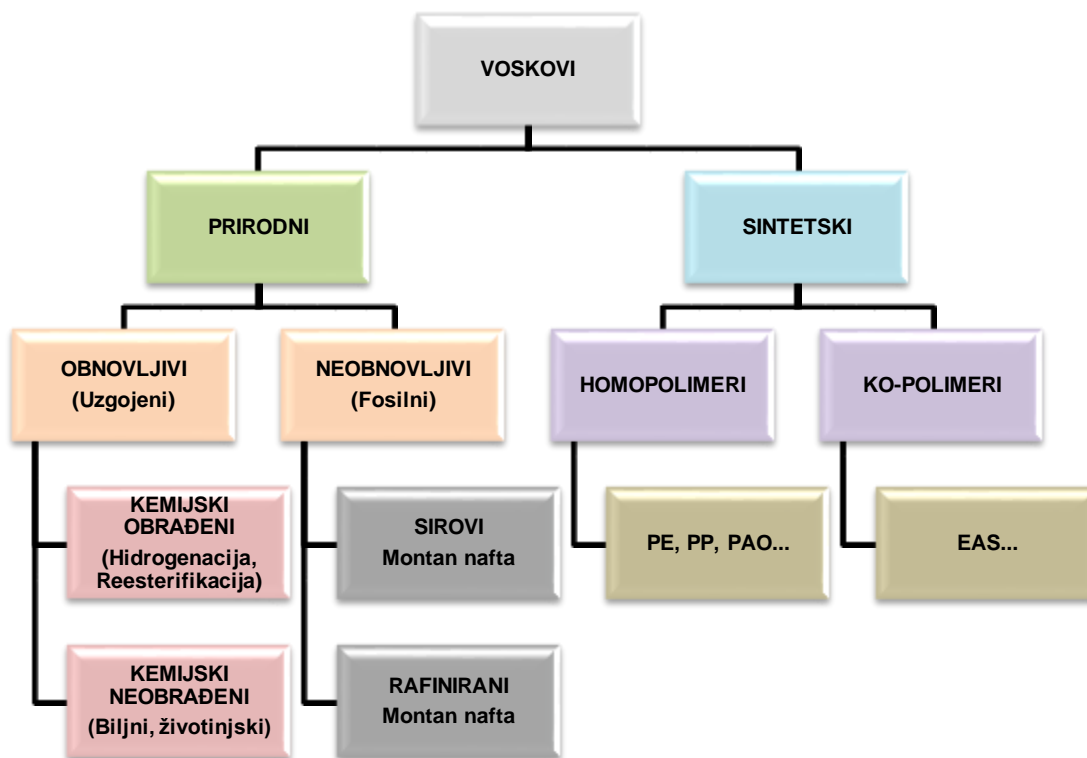 VOSKOVI
PRIRODNI
SINTETSKI
OBNOVLJIVI
(Uzgojeni)
NEOBNOVLJIVI
(Fosilni)
HOMOPOLIMERI
KO-POLIMERI
KEMIJSKI
OBRAĐENI
(Hidrogenacija,
Reesterifikacija)
SIROVI
Montan nafta
PE, PP, PAO...
EAS...
KEMIJSKI
NEOBRAĐENI
(Biljni, životinjski)
RAFINIRANI
Montan nafta